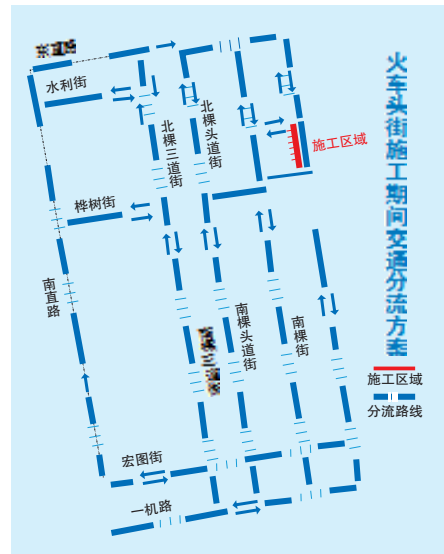 火车头街施工期间交通分流方案
水利街
北棵三道街
北棵头道街
施工区域
桦树街
南直路
南棵头道街
南棵街
宏图街
一机路
施工区域
分流路线